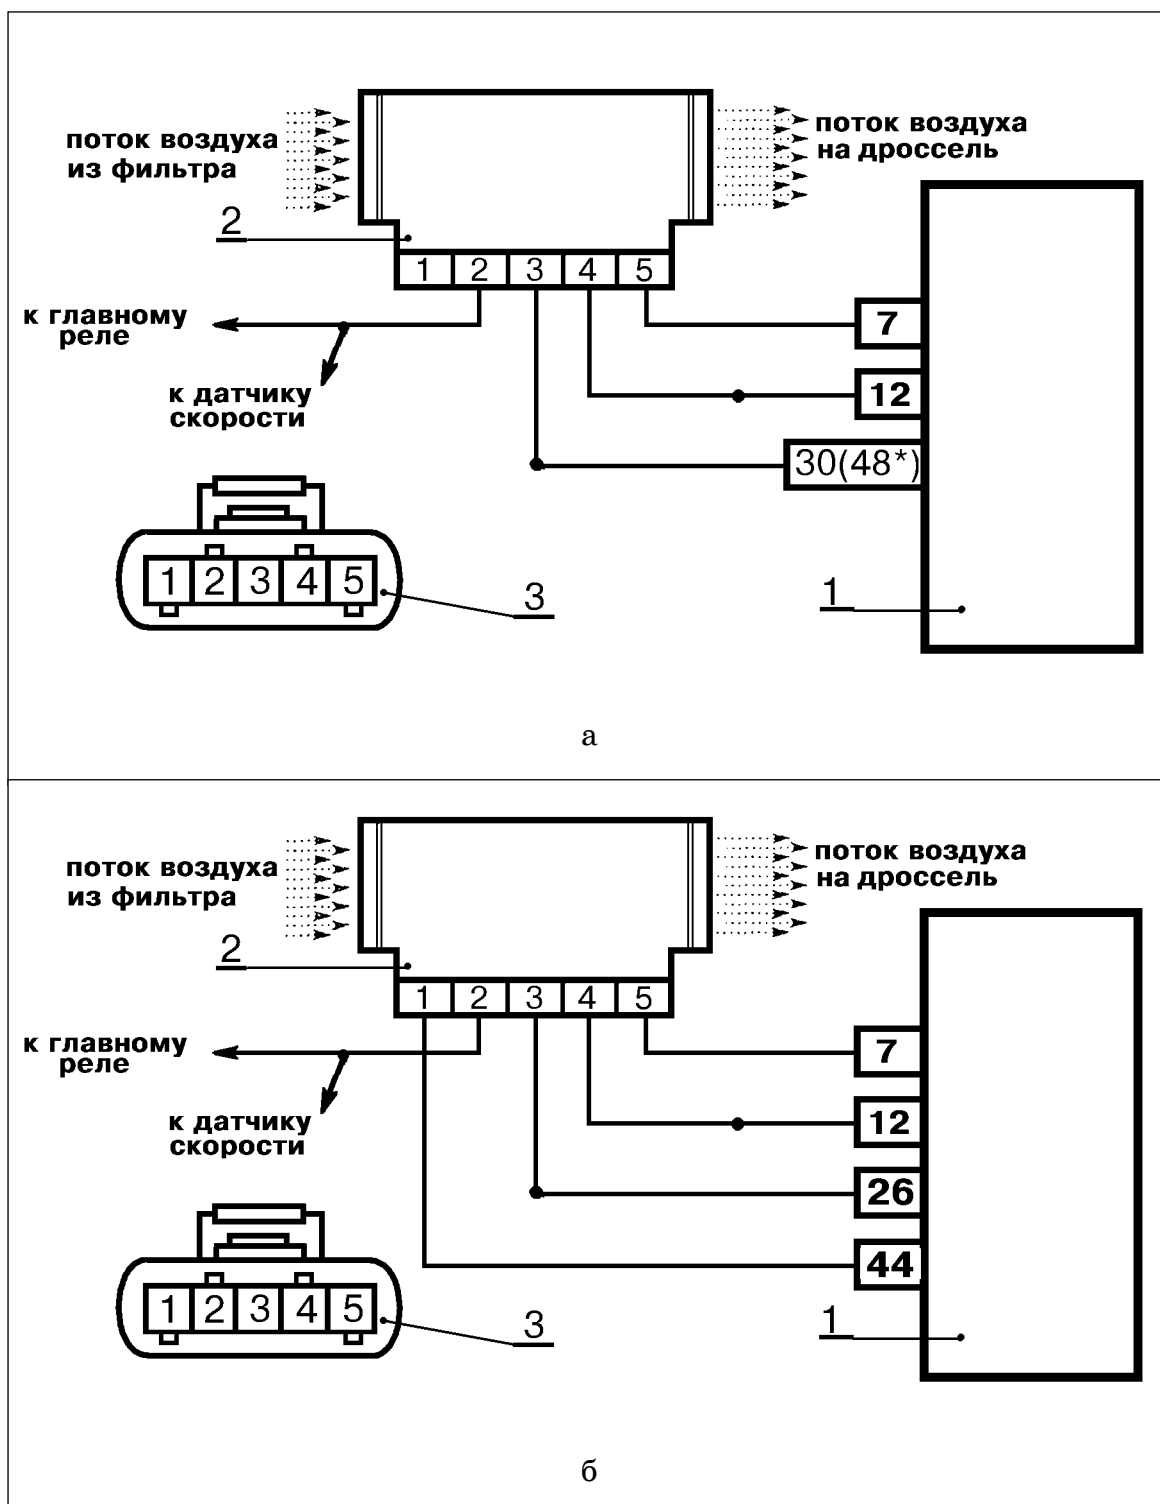 поток воздуха
из фильтра
поток воздуха
на дроссель
2
1 2 3 4 5
к главному
реле
7
к датчику
скорости
12
30(48*)
1 2 3 4 5
3
1
а
поток воздуха
из фильтра
поток воздуха
на дроссель
2
1 2 3 4 5
к главному
реле
7
к датчику
скорости
12
26
44
1 2 3 4 5
3
1
б